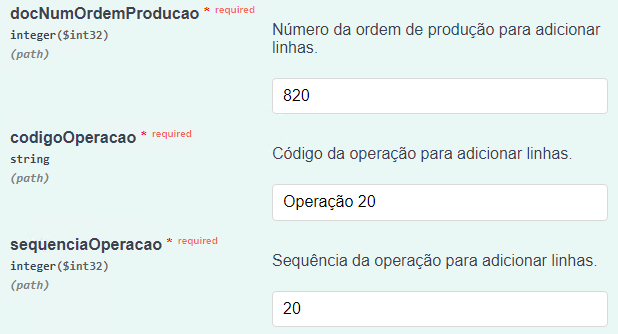 docNumOrdemProducao * required
integer($int32)
(path)
Número da ordem de produção para adicionar
linhas.
820
codigoOperacao * required
string
(path)
Código da operação para adicionar linhas.
Operação 20
sequenciaOperacao * required
integer($int32)
(path)
Sequência da operação para adicionar linhas.
20